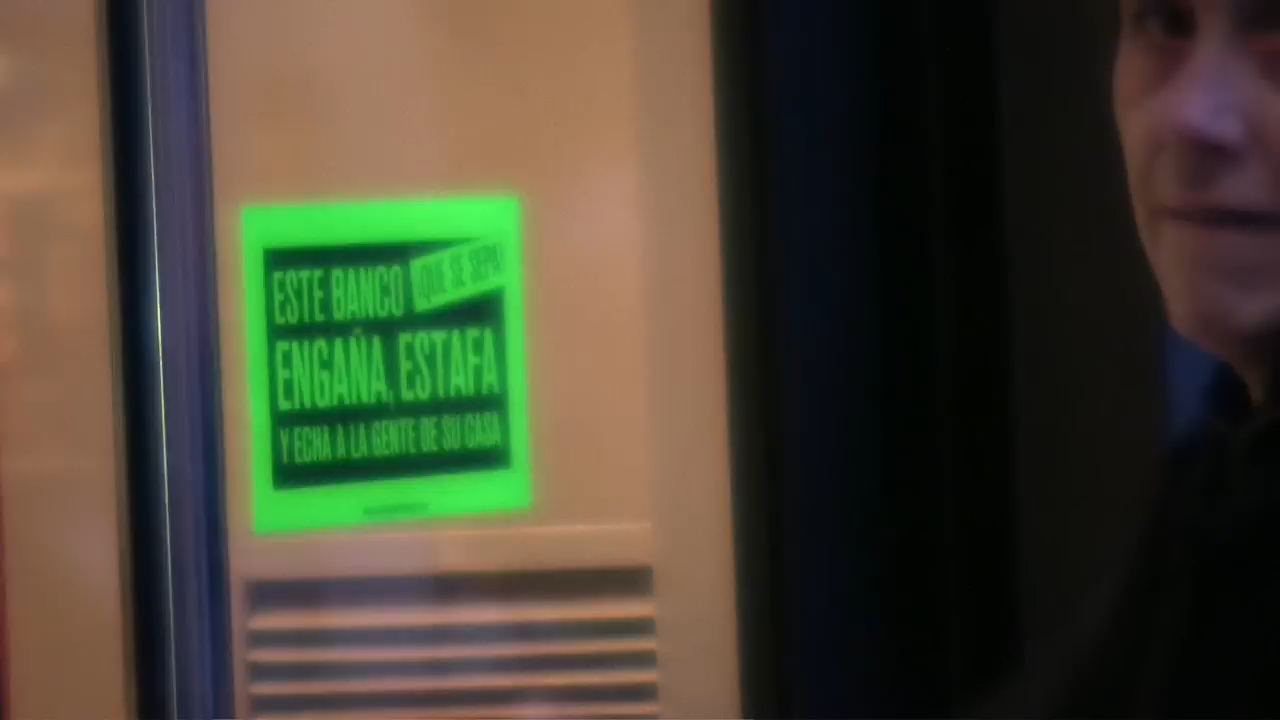 ESTE BANCO
¡QUE SE SEPA!
ENGAÑA, ESTAFA
Y ECHA A LA GENTE DE SU CASA